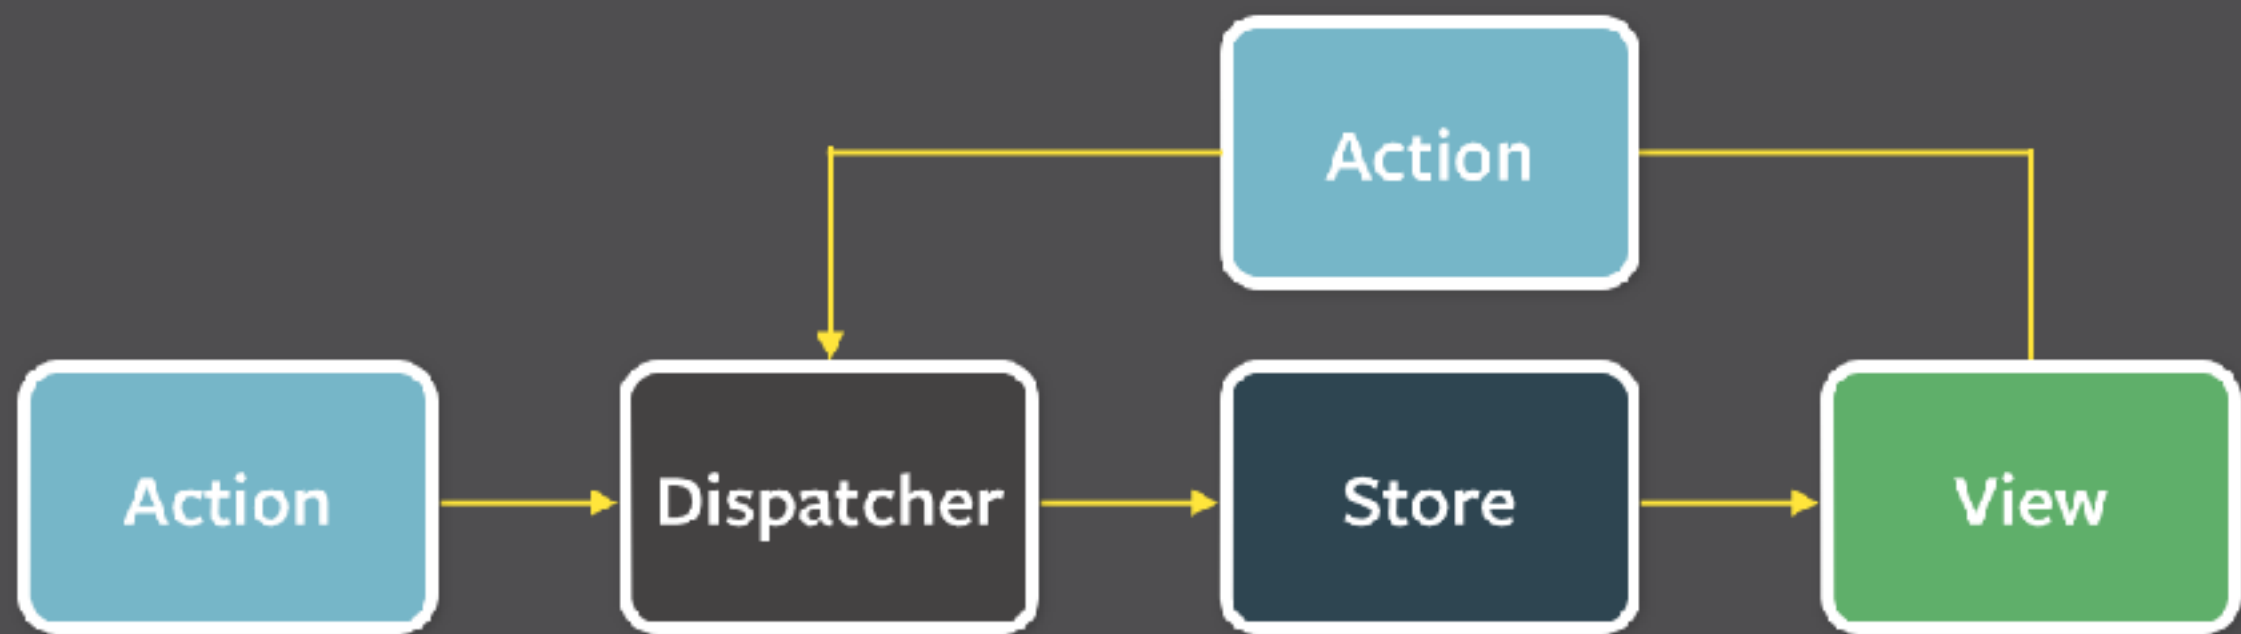 Action
Action
Dispatcher
Store
View